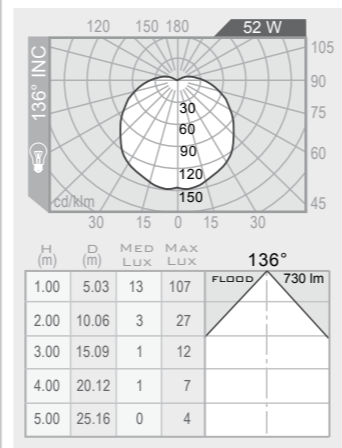 120 150 180 52 W
105
136° INC
90
30
75
60
90
60
120
cd/klm 150 45
30 15 0 15 30
H D MED MAX
(m) (m) LUX LUX 136°
FLOOD 730 lm
1.00 5.03 13 107
2.00 10.06 3 27
3.00 15.09 1 12
4.00 20.12 1 7
5.00 25.16 0 4